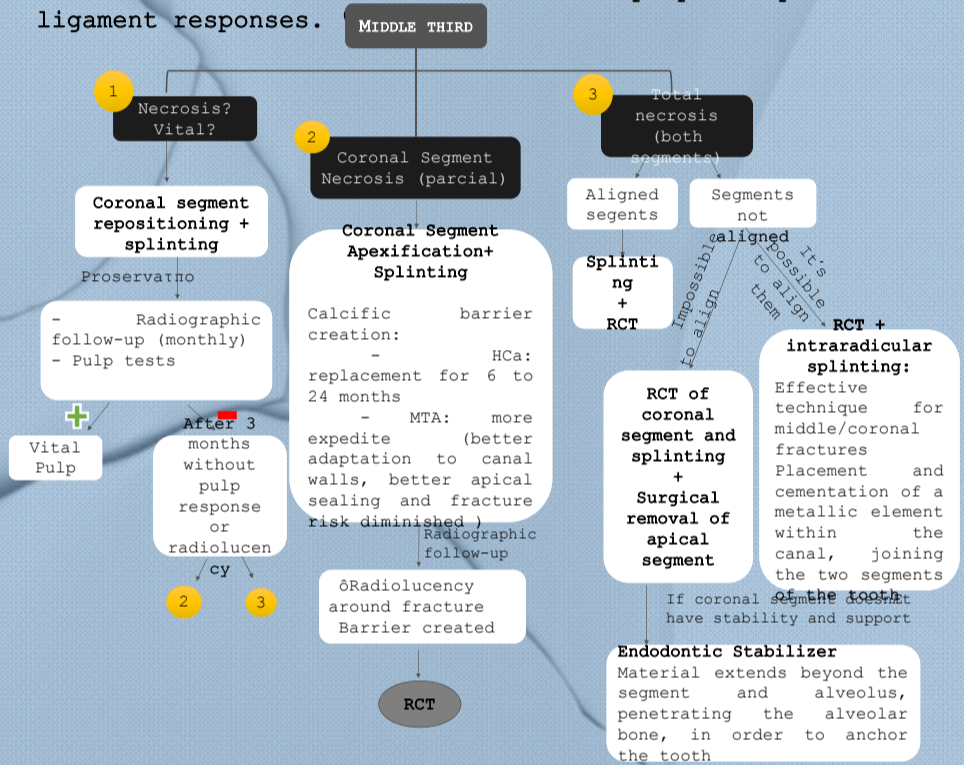 ligament responses.
MIDDLE THIRD
1
Necrosis?
Vital?
Coronal segment
repositioning +
splinting
Proservaтıo
- Radiographic
follow-up (monthly)
- Pulp tests
Vital
Pulp
After 3
months
without
pulp
response
or
radiolucen
cy
2
3
2
Coronal Segment
Necrosis (parcial)
Coronal Segment
Apexification+
Splinting
Calcific barrier
creation:
- HCa:
replacement for 6 to
24 months
- MTA: more
expedite (better
adaptation to canal
walls, better apical
sealing and fracture
risk diminished )
Radiographic
follow-up
ôRadiolucency
around fracture
Barrier created
RCT
3
Total
necrosis
(both
segments)
Aligned
segents
Splinti
ng
+
RCT
Segments
not
aligned
Impossible
to align
It's
possible
to align
them
RCT of
coronal
segment and
splinting
+
Surgical
removal of
apical
segment
RCT +
intraradicular
splinting:
Effective
technique for
middle/coronal
fractures
Placement and
cementation of a
metallic element
within the
canal, joining
the two segments
of the tooth
If coronal segment
have stability and support
Endodontic Stabilizer
Material extends beyond the
segment and alveolus,
penetrating the alveolar
bone, in order to anchor
the tooth